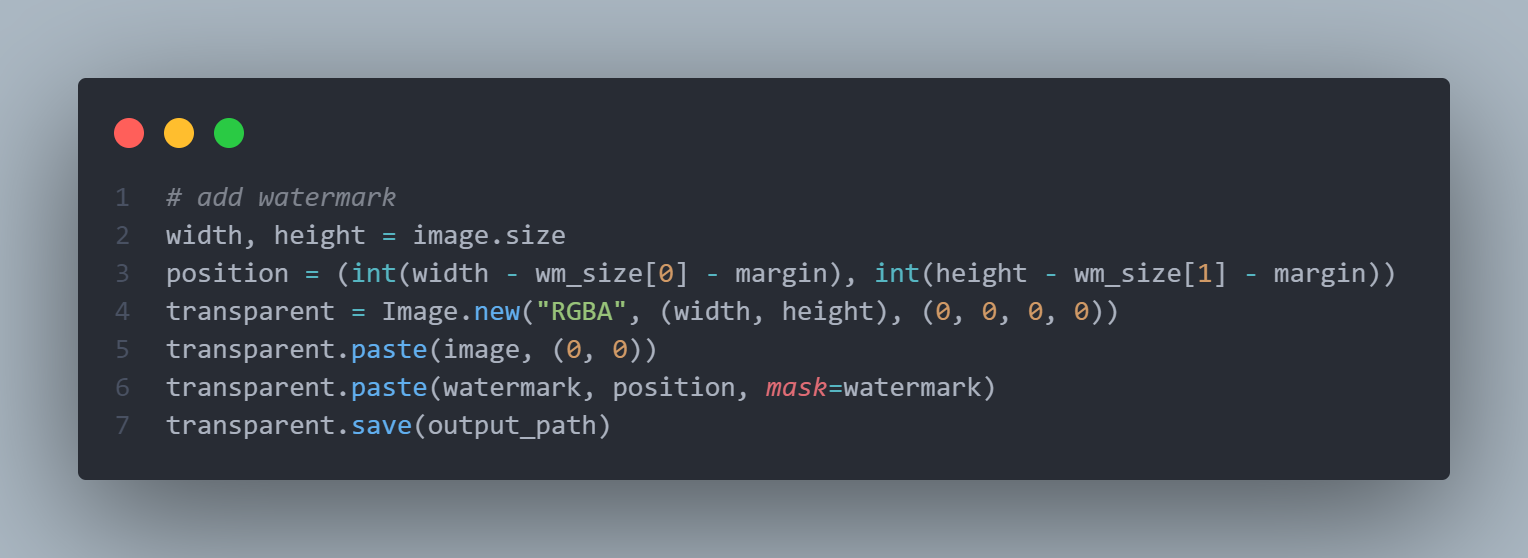 1 # add watermark
2 width, height = image.size
3 position = (int(width - wm_size[0] - margin), int(height - wm_size[1] - margin))
4 transparent = Image.new("RGBA", (width, height), (0, 0, 0, 0))
5 transparent.paste(image, (0, 0))
6 transparent.paste(watermark, position, mask=watermark)
7 transparent.save(output_path)